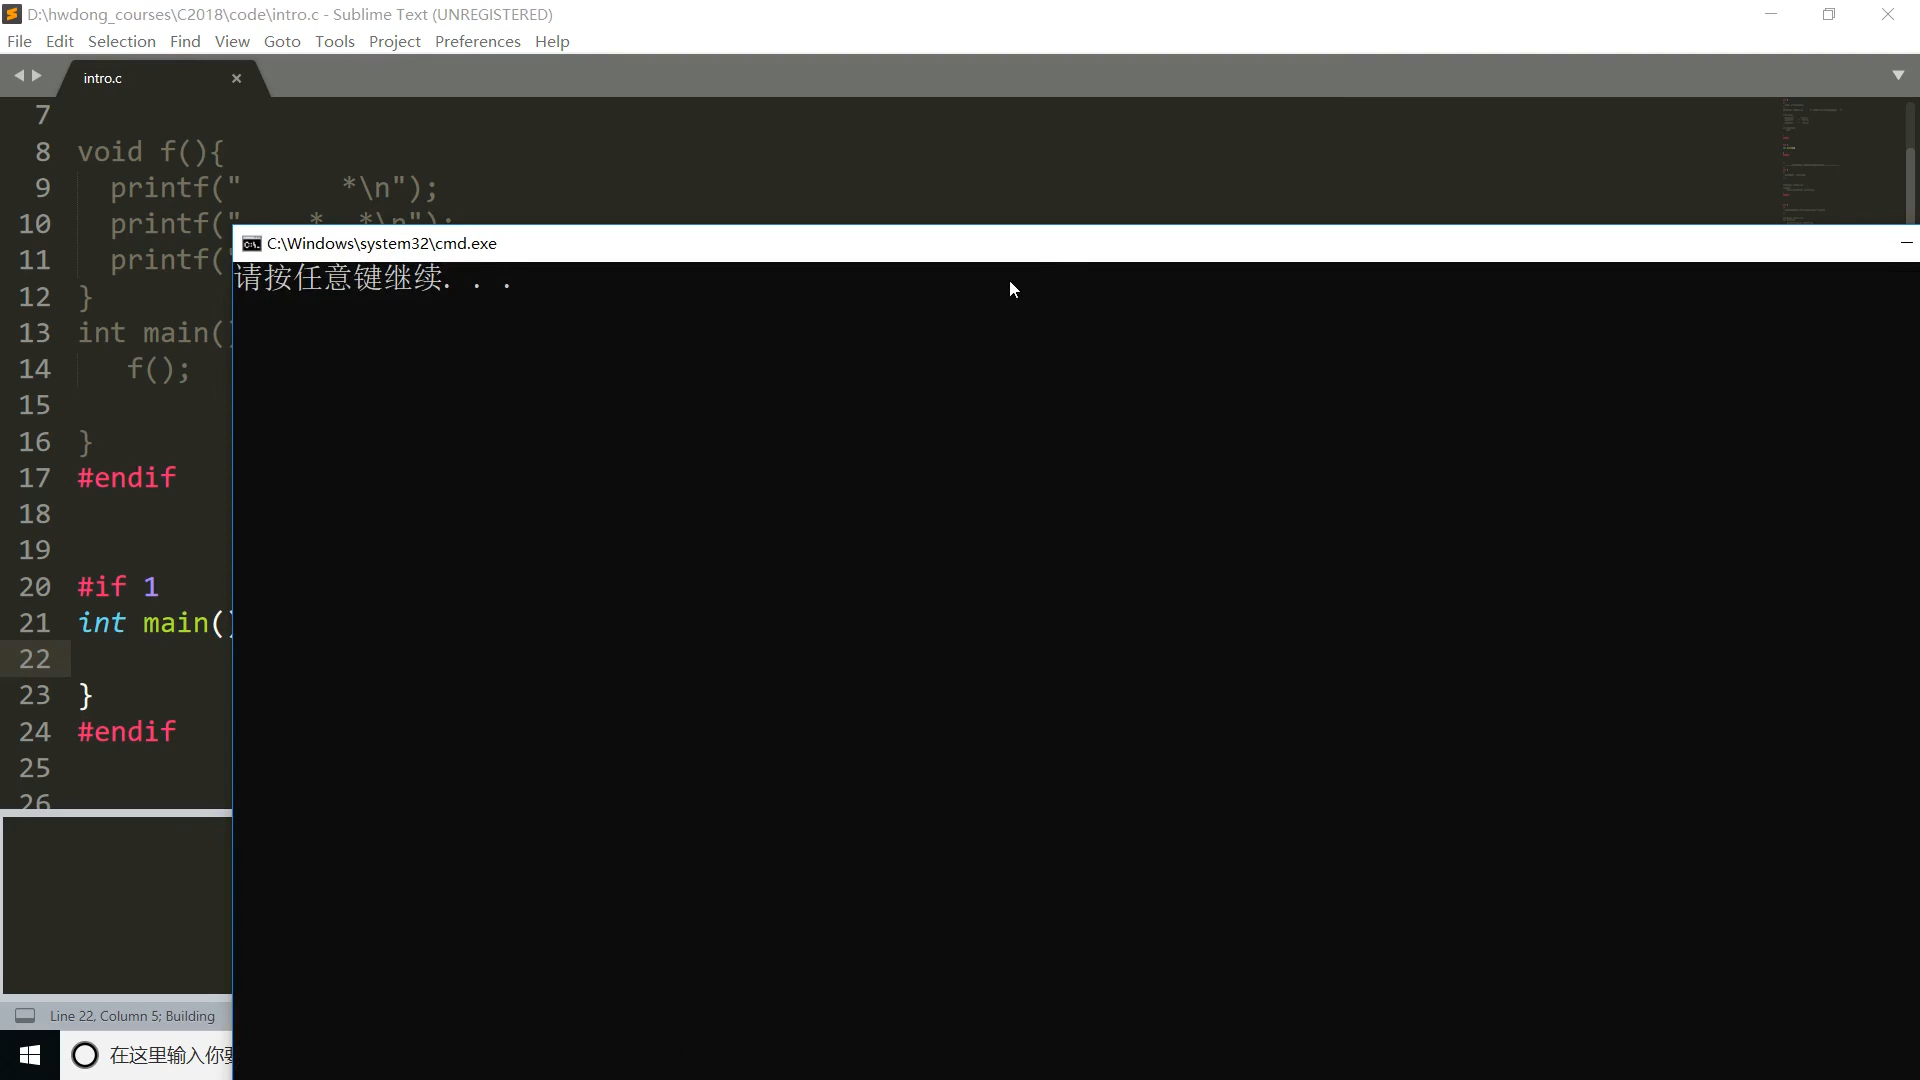 D:\hwdong_courses\C2018\code\intro.c - Sublime Text (UNREGISTERED)
File Edit Selection Find View Goto Tools Project Preferences Help
intro.c
7
8 void f(){
9 printf("      *\n");
10 printf("    *  *\n");
11 printf("
12 }
13 int main()
14 f();
15
16 }
17 #endif
18
19
20 #if 1
21 int main()
22
23 }
24 #endif
25
26
C:\Windows\system32\cmd.exe
请按任意键继续. . .
Line 22, Column 5; Building
在这里输入你要